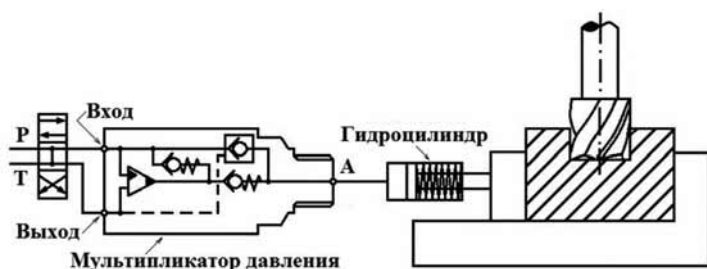 Вход
P
T
A
Гидроцилиндр
Выход
Мультипликатор давления